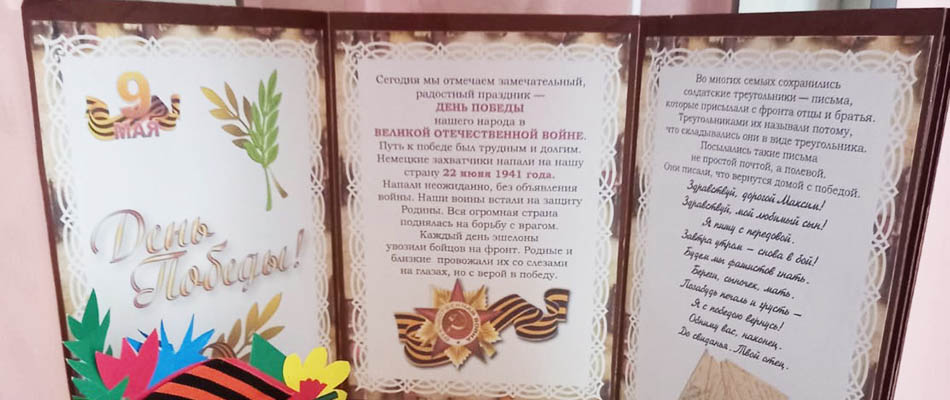 9
МАЯ
День
Победы!
Сегодня мы отмечаем замечательный,
радостный праздник —
ДЕНЬ ПОБЕДЫ
нашего народа в
ВЕЛИКОЙ ОТЕЧЕСТВЕННОЙ ВОЙНЕ.
Путь к победе был трудным и долгим.
Немецкие захватчики напали на нашу
страну 22 июня 1941 года.
Напали неожиданно, без объявления
войны. Наши воины встали на защиту
Родины. Вся огромная страна
поднялась на борьбу с врагом.
Каждый день эшелоны
увозили бойцов на фронт. Родные и
близкие провожали их со слезами
на глазах, но с верой в победу.
Во многих семьях сохранились
солдатские треугольники — письма,
которые присылали с фронта отцы и братья.
Треугольниками их называли потому,
что складывались они в виде треугольника.
Посылались такие письма
не простой почтой, а полевой.
Они писали, что вернутся домой с победой.
Здравствуй, дорогой Максим!
Здравствуй, мой любимый сын!
Я пишу с передовой.
Завтра утром — снова в бой!
Будем мы фашистов гнать.
Береги, сыночек, мать.
Позабудь печаль и грусть —
Я с победою вернусь!
Обниму вас, наконец.
До свиданья. Твой отец.